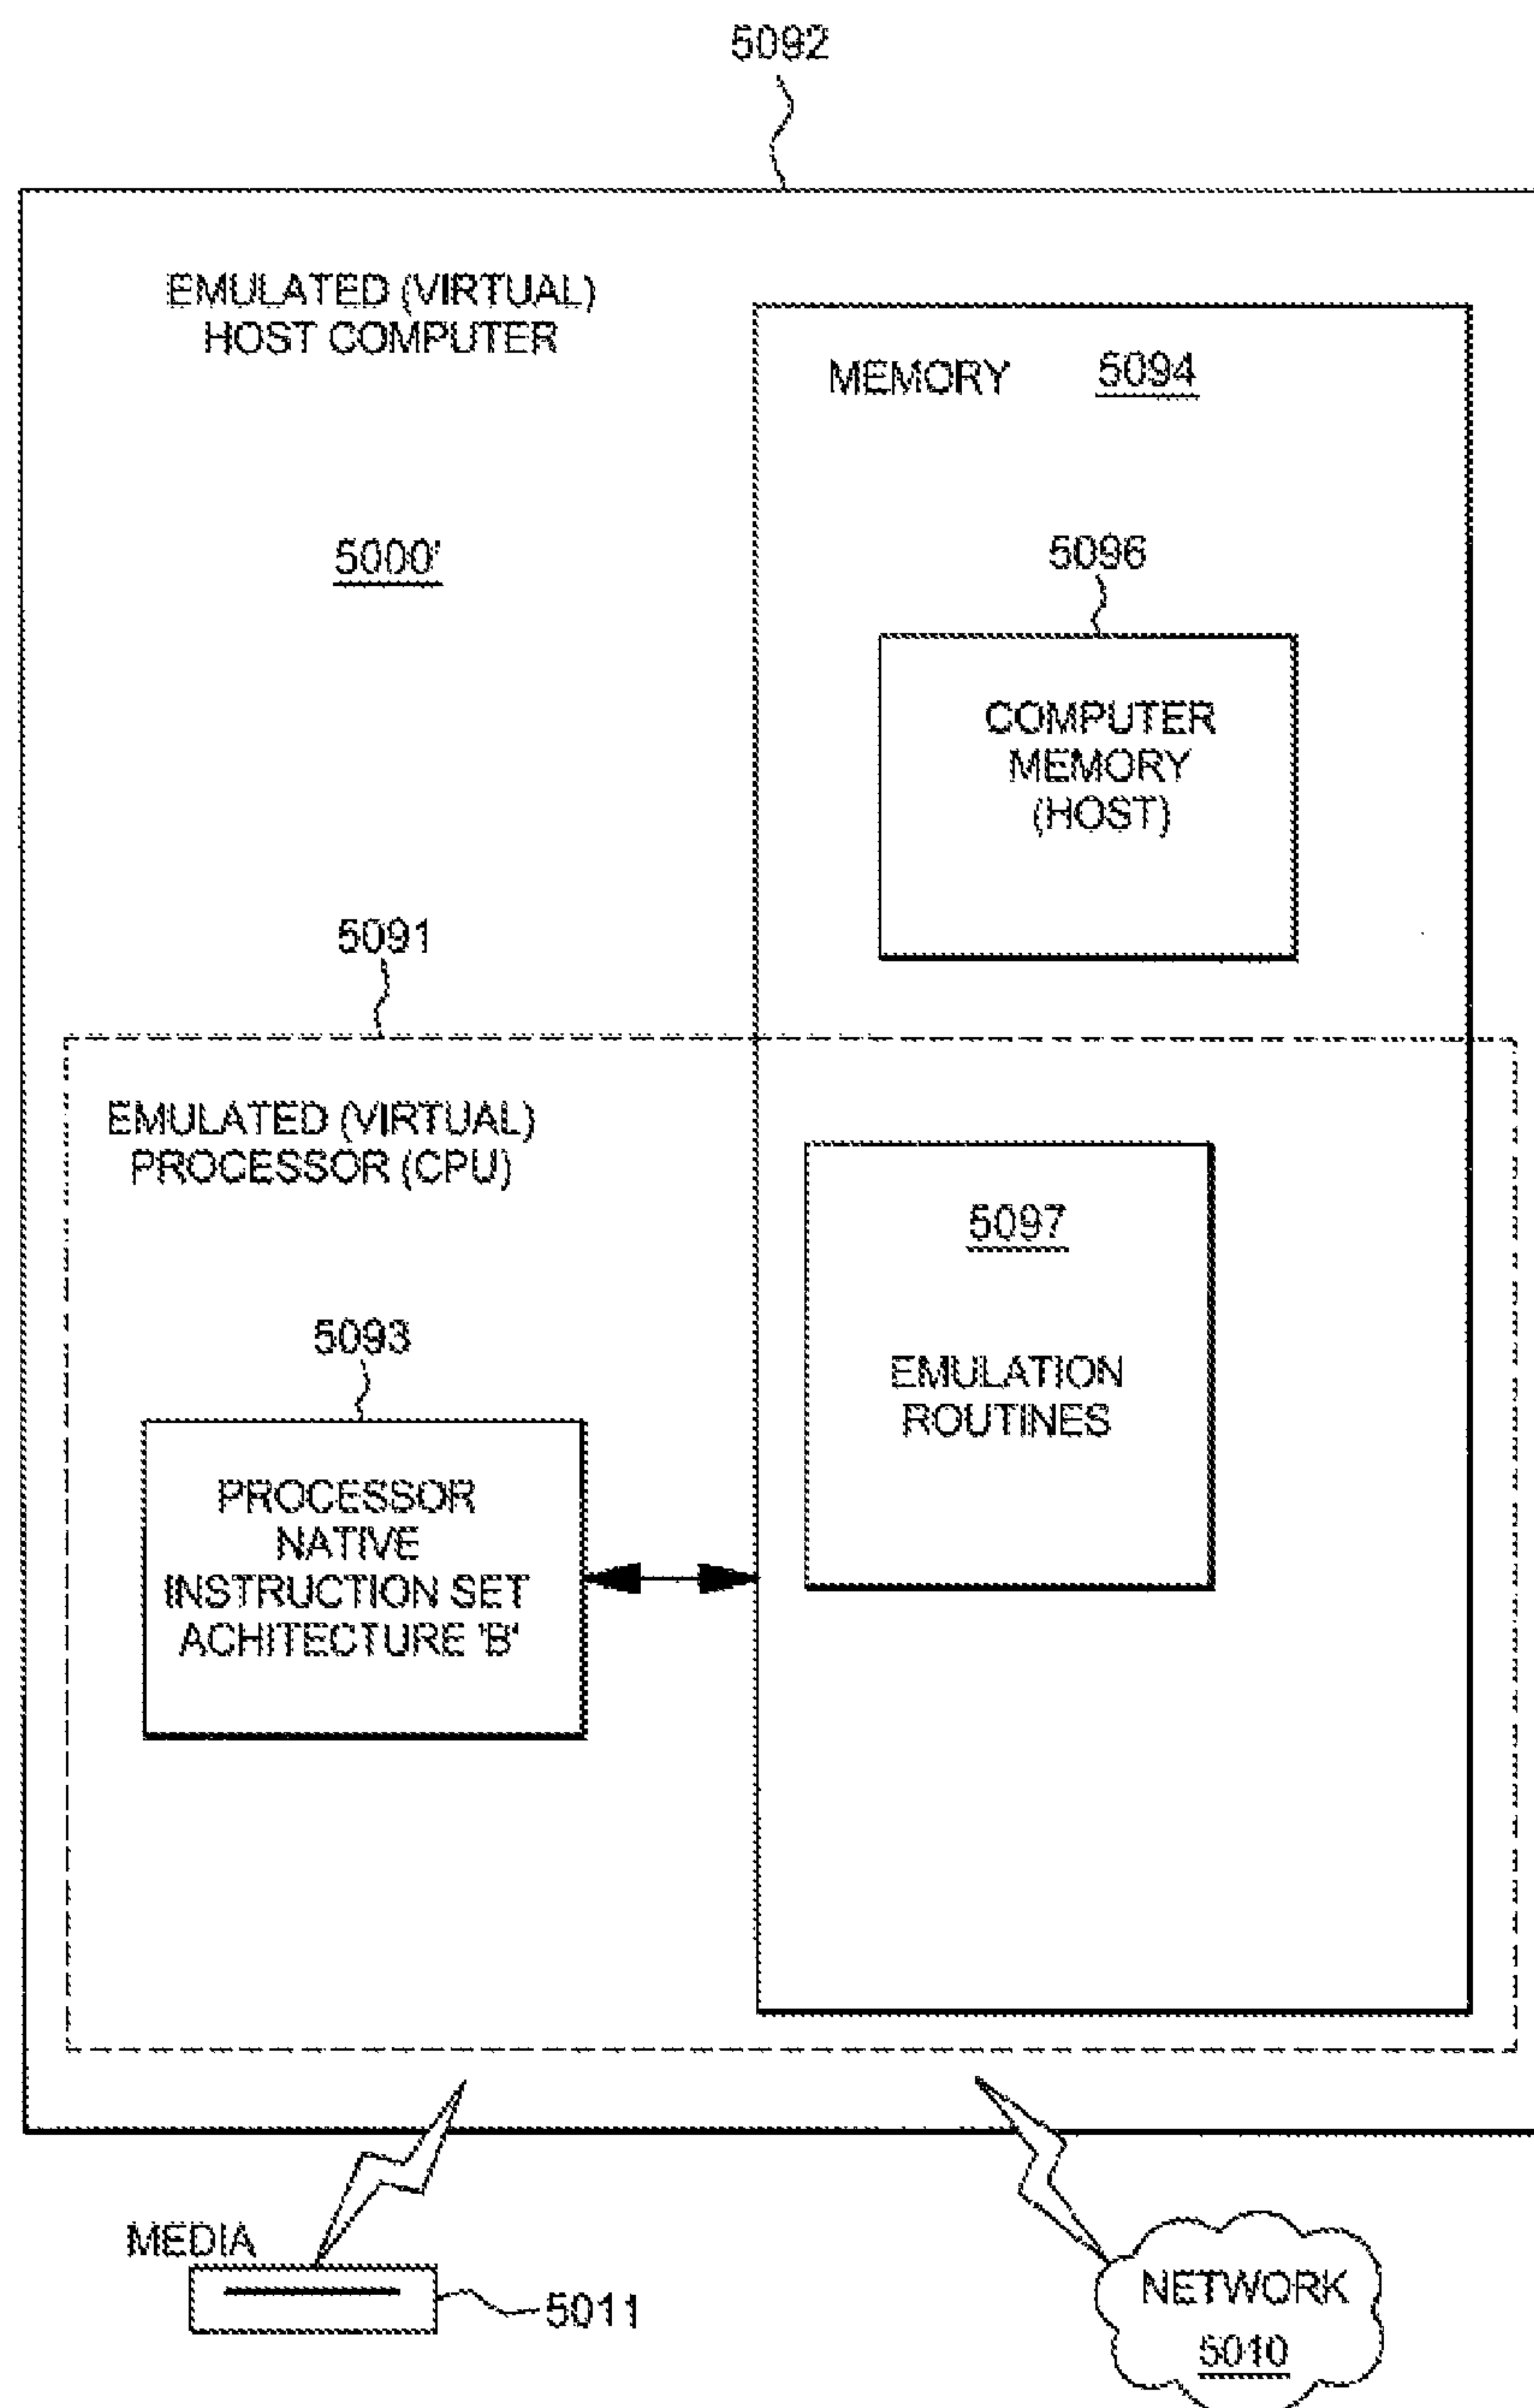 5092
EMULATED (VIRTUAL)
HOST COMPUTER
MEMORY 5094
5000'
5096
COMPUTER
MEMORY
(HOST)
5091
EMULATED (VIRTUAL)
PROCESSOR (CPU)
5097
EMULATION
ROUTINES
5093
PROCESSOR
NATIVE
INSTRUCTION SET
ACHITECTURE 'B'
MEDIA
5011
NETWORK
5010